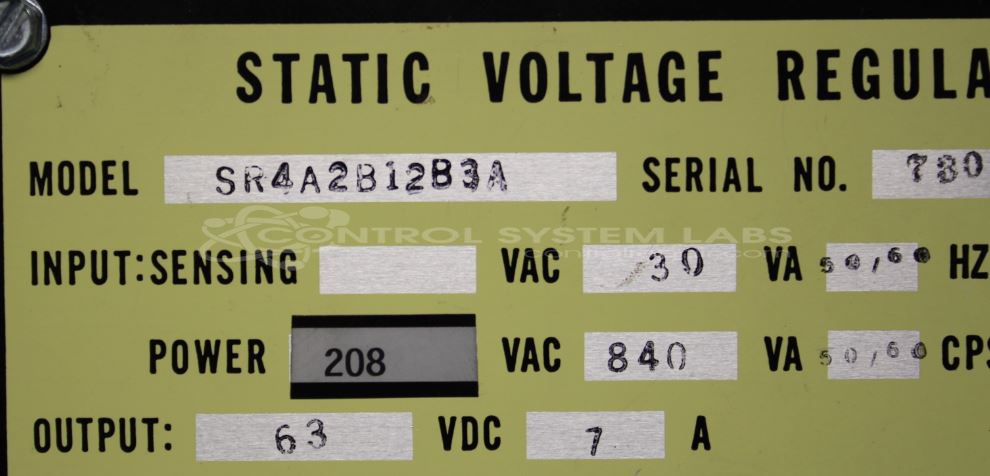 STATIC VOLTAGE REGULA
MODEL SR4A2B12B3A SERIAL NO. 780
CONTROL SYSTEM LABS
INPUT: SENSING VAC 30 VA 50/60 HZ
POWER 208 VAC 840 VA 50/60 CPS
OUTPUT: 63 VDC 7 A